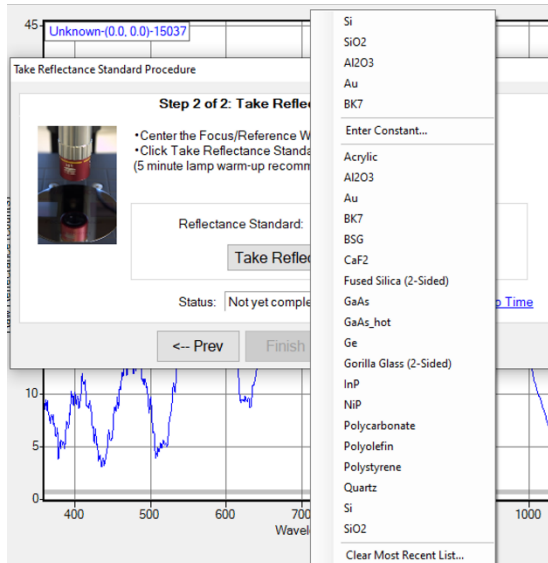 45
Unknown-(0.0, 0.0)-15037
Take Reflectance Standard Procedure
Step 2 of 2: Take Refle
•Center the Focus/Reference W
•Click Take Reflectance Standa
(5 minute lamp warm-up recomm
Reflectance Standard:
Take Reflec
Status: Not yet comple
o Time
<-- Prev
Finish
10
5
0
400 500 600 700 1000
Wavel
Si
SiO2
Al2O3
Au
BK7
Enter Constant...
Acrylic
Al2O3
Au
BK7
BSG
CaF2
Fused Silica (2-Sided)
GaAs
GaAs_hot
Ge
Gorilla Glass (2-Sided)
InP
NiP
Polycarbonate
Polyolefin
Polystyrene
Quartz
Si
SiO2
Clear Most Recent List...